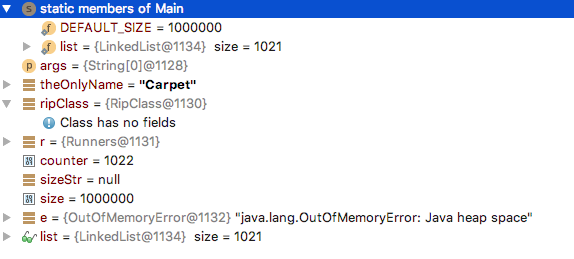 static members of Main
DEFAULT_SIZE = 1000000
list = {LinkedList@1134} size = 1021
args = {String[0]@1128}
theOnlyName = "Carpet"
ripClass = {RipClass@1130}
Class has no fields
r = {Runners@1131}
counter = 1022
sizeStr = null
size = 1000000
e = {OutOfMemoryError@1132} "java.lang.OutOfMemoryError: Java heap space"
list = {LinkedList@1134} size = 1021